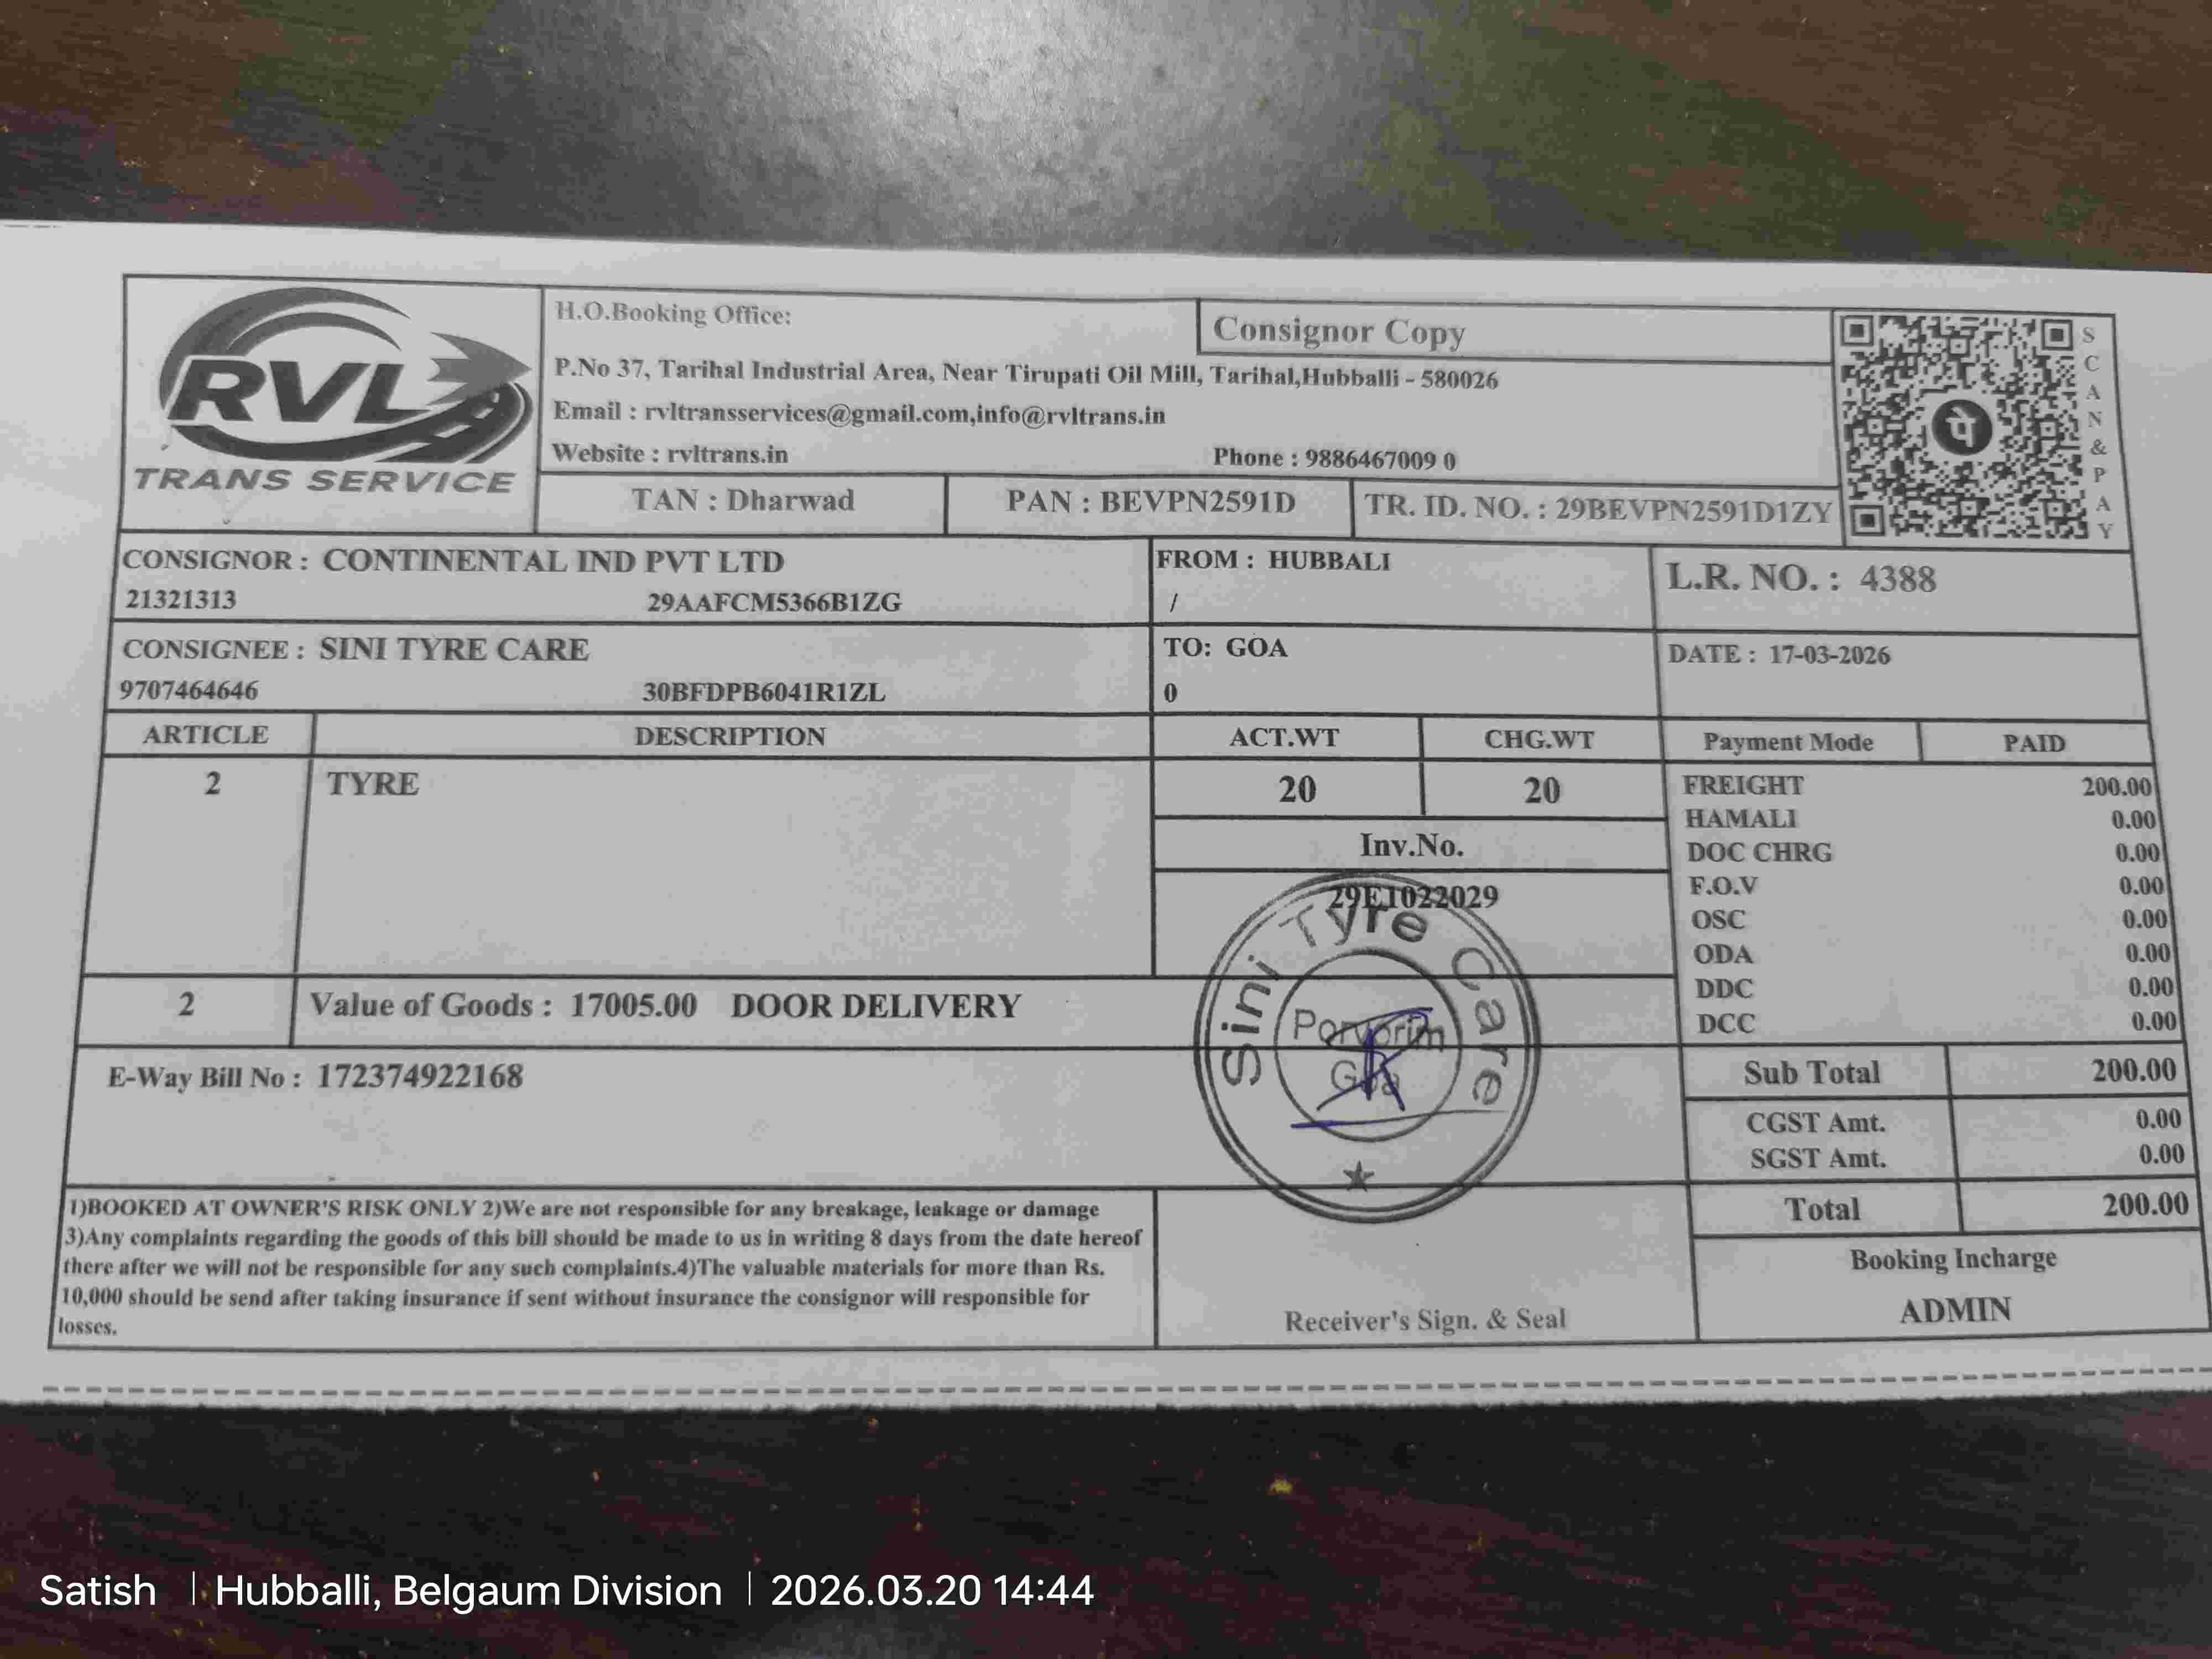 RVL
TRANS SERVICE
H.O.Booking Office:
Consignor Copy
P.No 37, Tarihal Industrial Area, Near Tirupati Oil Mill, Tarihal,Hubballi - 580026
Email : rvltransservices@gmail.com,info@rvltrans.in
Website : rvltrans.in Phone : 9886467009 0
TAN : Dharwad PAN : BEVPN2591D TR. ID. NO. : 29BEVPN2591D1ZY
SCAN&PAY
पे
CONSIGNOR : CONTINENTAL IND PVT LTD FROM : HUBBALI L.R. NO. : 4388
21321313 29AAFCM5366B1ZG /
CONSIGNEE : SINI TYRE CARE TO: GOA DATE : 17-03-2026
9707464646 30BFDPB6041R1ZL 0
ARTICLE DESCRIPTION ACT.WT CHG.WT Payment Mode PAID
2 TYRE 20 20 FREIGHT 200.00
HAMALI 0.00
Inv.No. DOC CHRG 0.00
29E1022029 F.O.V 0.00
OSC 0.00
ODA 0.00
2 Value of Goods : 17005.00 DOOR DELIVERY DDC 0.00
DCC 0.00
Sini Tyre Care
Porvorim
Goa
E-Way Bill No : 172374922168 Sub Total 200.00
CGST Amt. 0.00
SGST Amt. 0.00
Total 200.00
1)BOOKED AT OWNER'S RISK ONLY 2)We are not responsible for any breakage, leakage or damage
3)Any complaints regarding the goods of this bill should be made to us in writing 8 days from the date hereof
there after we will not be responsible for any such complaints.4)The valuable materials for more than Rs.
10,000 should be send after taking insurance if sent without insurance the consignor will responsible for
losses.
Receiver's Sign. & Seal
Booking Incharge
ADMIN
Satish | Hubballi, Belgaum Division | 2026.03.20 14:44